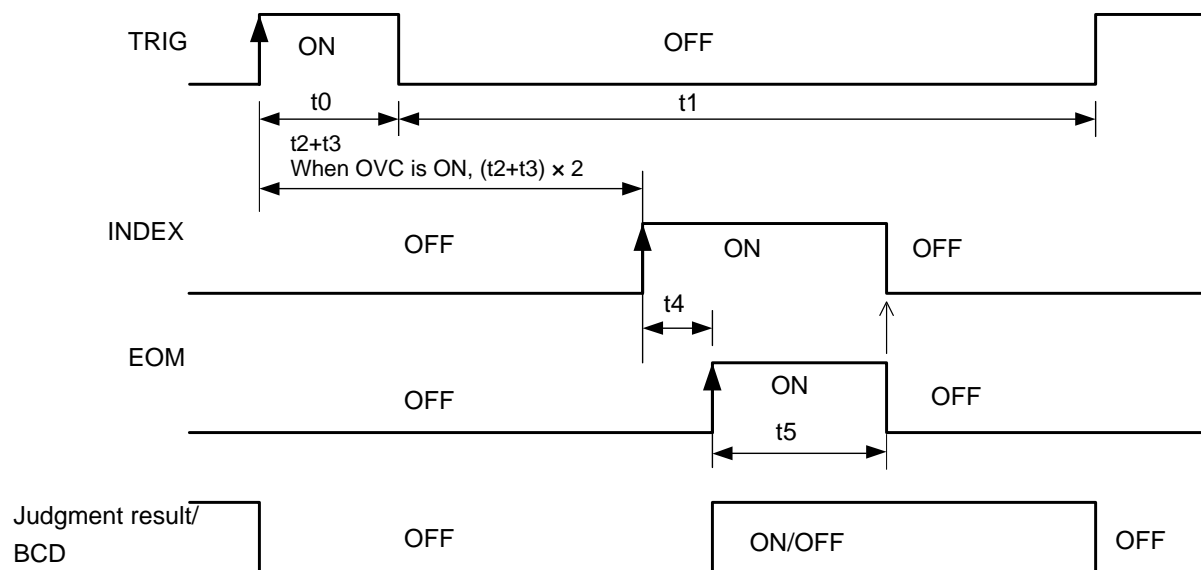 TRIG
ON
OFF
t0
t1
t2+t3
When OVC is ON, (t2+t3) × 2
INDEX
OFF
ON
OFF
t4
EOM
OFF
ON
OFF
t5
Judgment result/
BCD
OFF
ON/OFF
OFF